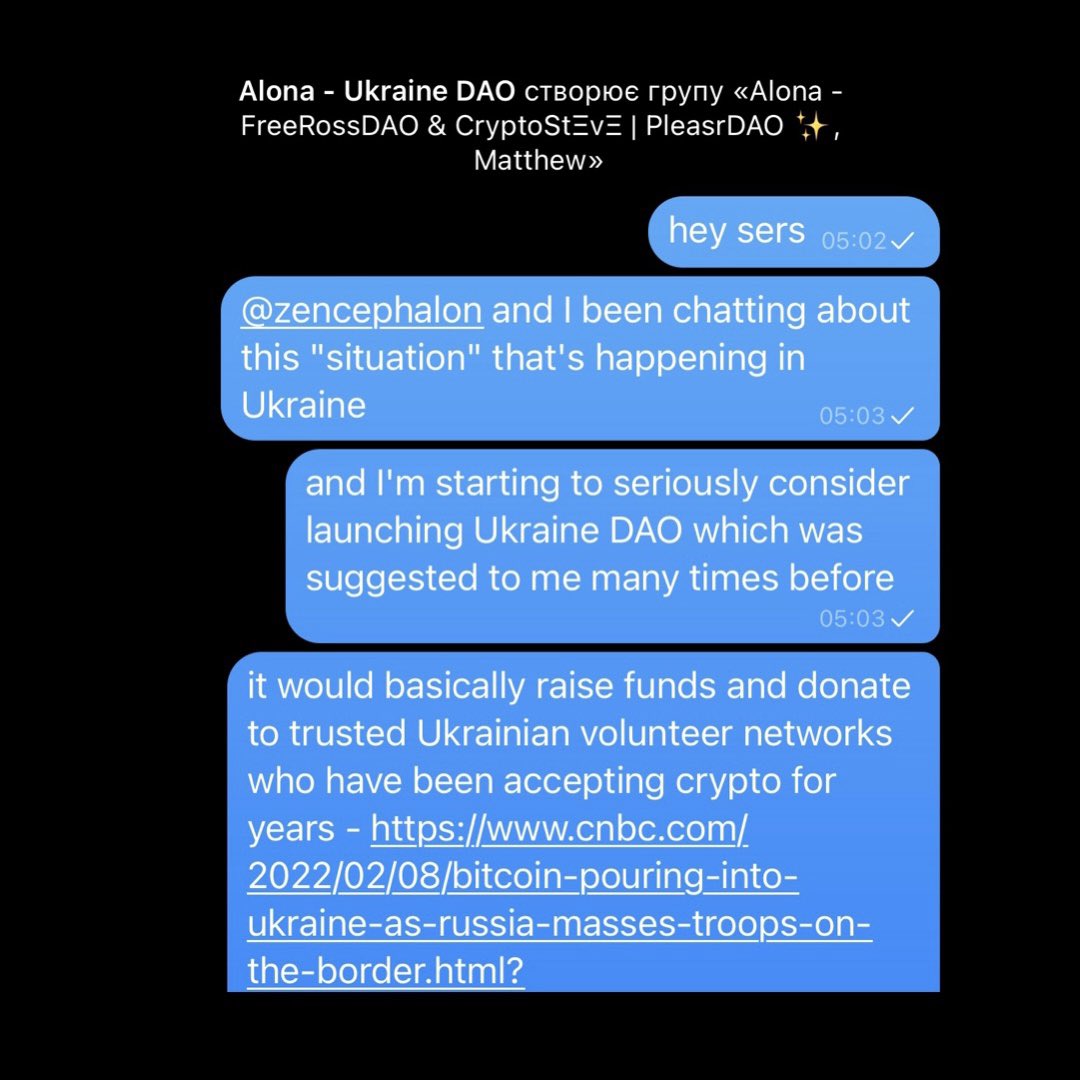 Alona - Ukraine DAO створює групу «Alona -
FreeRossDAO & CryptoStΞvΞ | PleasrDAO ✨,
Matthew»
hey sers 05:02
@zencephalon and I been chatting about
this "situation" that's happening in
Ukraine 05:03
and I'm starting to seriously consider
launching Ukraine DAO which was
suggested to me many times before
05:03
it would basically raise funds and donate
to trusted Ukrainian volunteer networks
who have been accepting crypto for
years - https://www.cnbc.com/
2022/02/08/bitcoin-pouring-into-
ukraine-as-russia-masses-troops-on-
the-border.html?